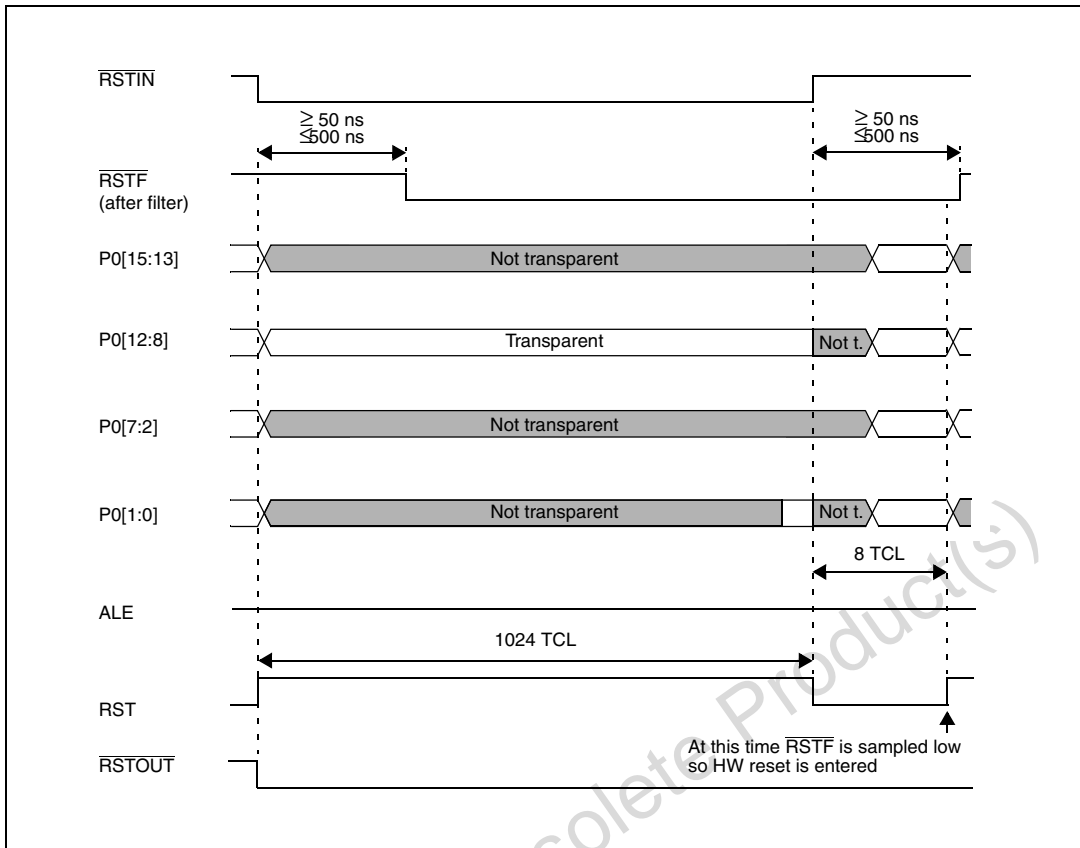 RSTIN
≥ 50 ns ≥ 50 ns
≤500 ns ≤500 ns
RSTF
(after filter)
P0[15:13] Not transparent
P0[12:8] Transparent Not t.
P0[7:2] Not transparent
P0[1:0] Not transparent Not t.
8 TCL
ALE
1024 TCL
RST
At this time RSTF is sampled low
so HW reset is entered
RSTOUT
solete Product(s)